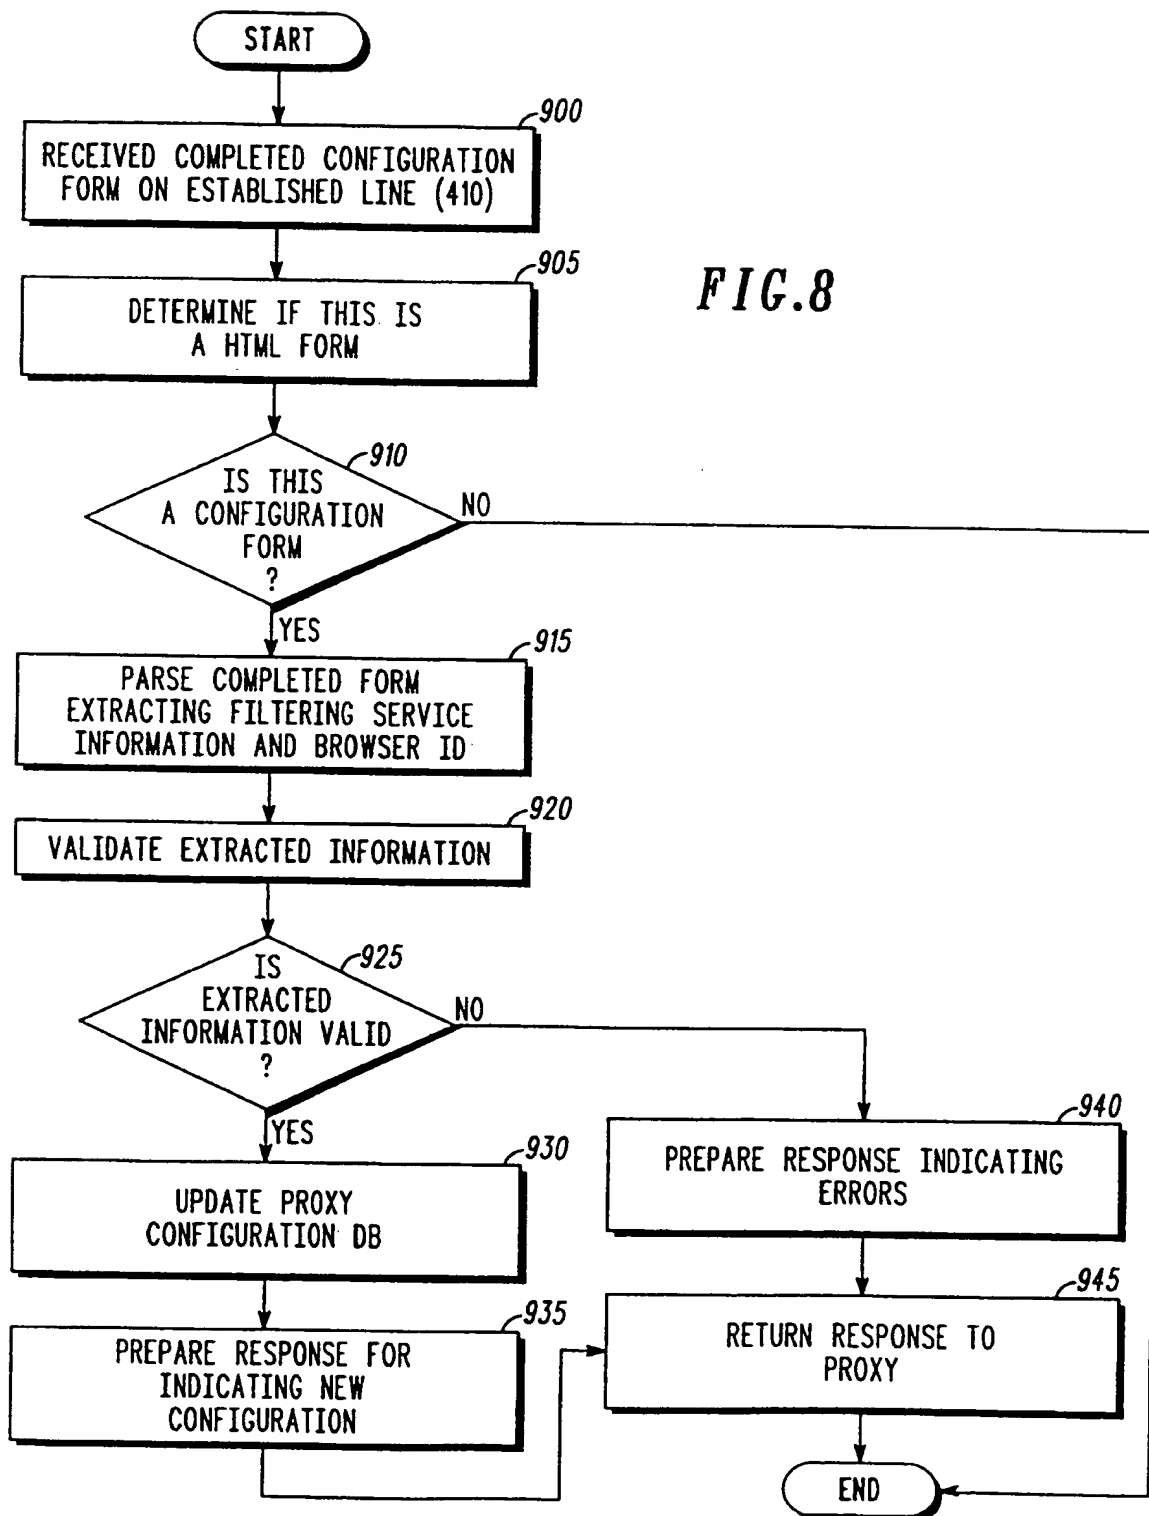 START
900
RECEIVED COMPLETED CONFIGURATION
FORM ON ESTABLISHED LINE (410)
905
DETERMINE IF THIS IS
A HTML FORM
FIG.8
910
IS THIS
A CONFIGURATION
FORM
?
NO
YES
915
PARSE COMPLETED FORM
EXTRACTING FILTERING SERVICE
INFORMATION AND BROWSER ID
920
VALIDATE EXTRACTED INFORMATION
925
IS
EXTRACTED
INFORMATION VALID
?
NO
YES
930
UPDATE PROXY
CONFIGURATION DB
935
PREPARE RESPONSE FOR
INDICATING NEW
CONFIGURATION
940
PREPARE RESPONSE INDICATING
ERRORS
945
RETURN RESPONSE TO
PROXY
END